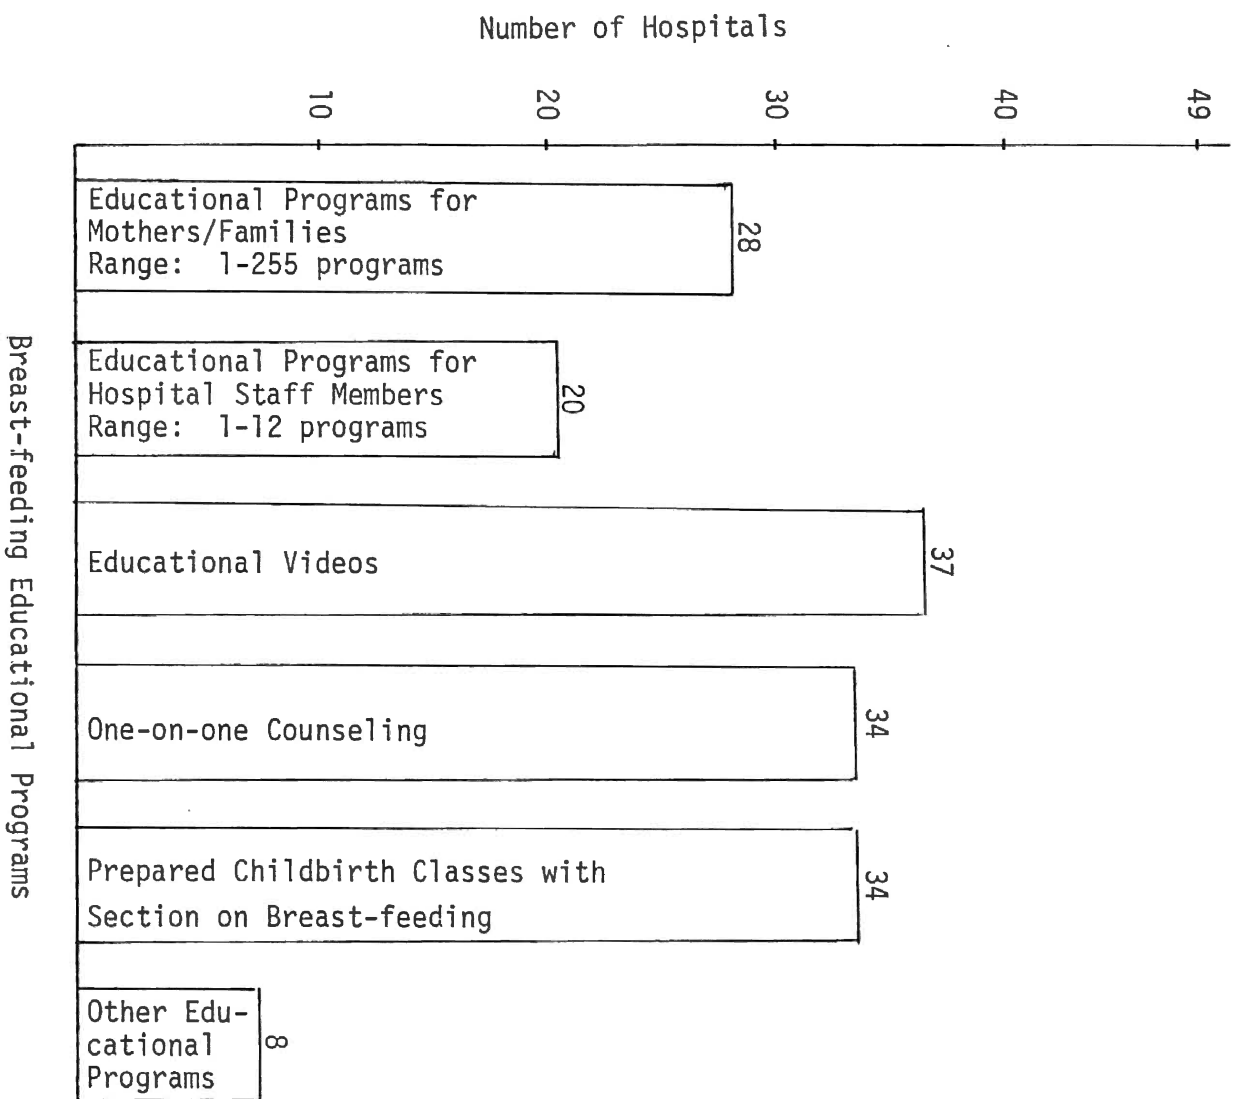 Number of Hospitals
10
20
30
40
49
Educational Programs for
Mothers/Families
Range:  1-255 programs
28
Educational Programs for
Hospital Staff Members
Range:  1-12 programs
20
Educational Videos
37
One-on-one Counseling
34
Prepared Childbirth Classes with
Section on Breast-feeding
34
Other Edu-
cational
Programs
8
Breast-feeding Educational Programs